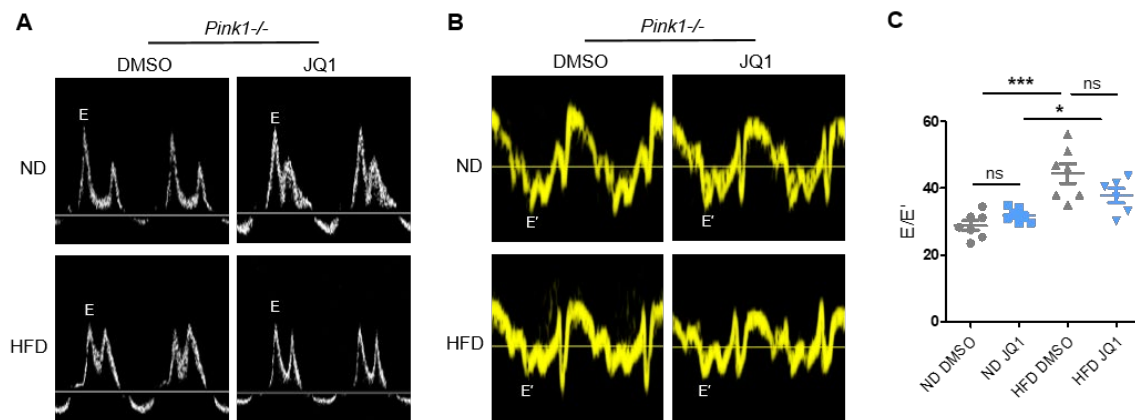 A
Pink1-/-
DMSO
JQ1
ND
E
E
HFD
E
E
B
Pink1-/-
DMSO
JQ1
ND
E'
E'
HFD
E'
E'
C
***
ns
*
ns
60
40
20
0
E/E'
ND DMSO
ND JQ1
HFD DMSO
HFD JQ1